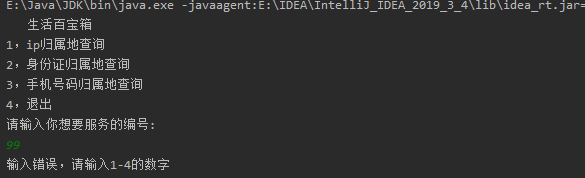 E:\Java\JDK\bin\java.exe -javaagent:E:\IDEA\IntelliJ_IDEA_2019_3_4\lib\idea_rt.jar=
生活百宝箱
1，ip归属地查询
2，身份证归属地查询
3，手机号码归属地查询
4，退出
请输入你想要服务的编号:
99
输入错误，请输入1-4的数字